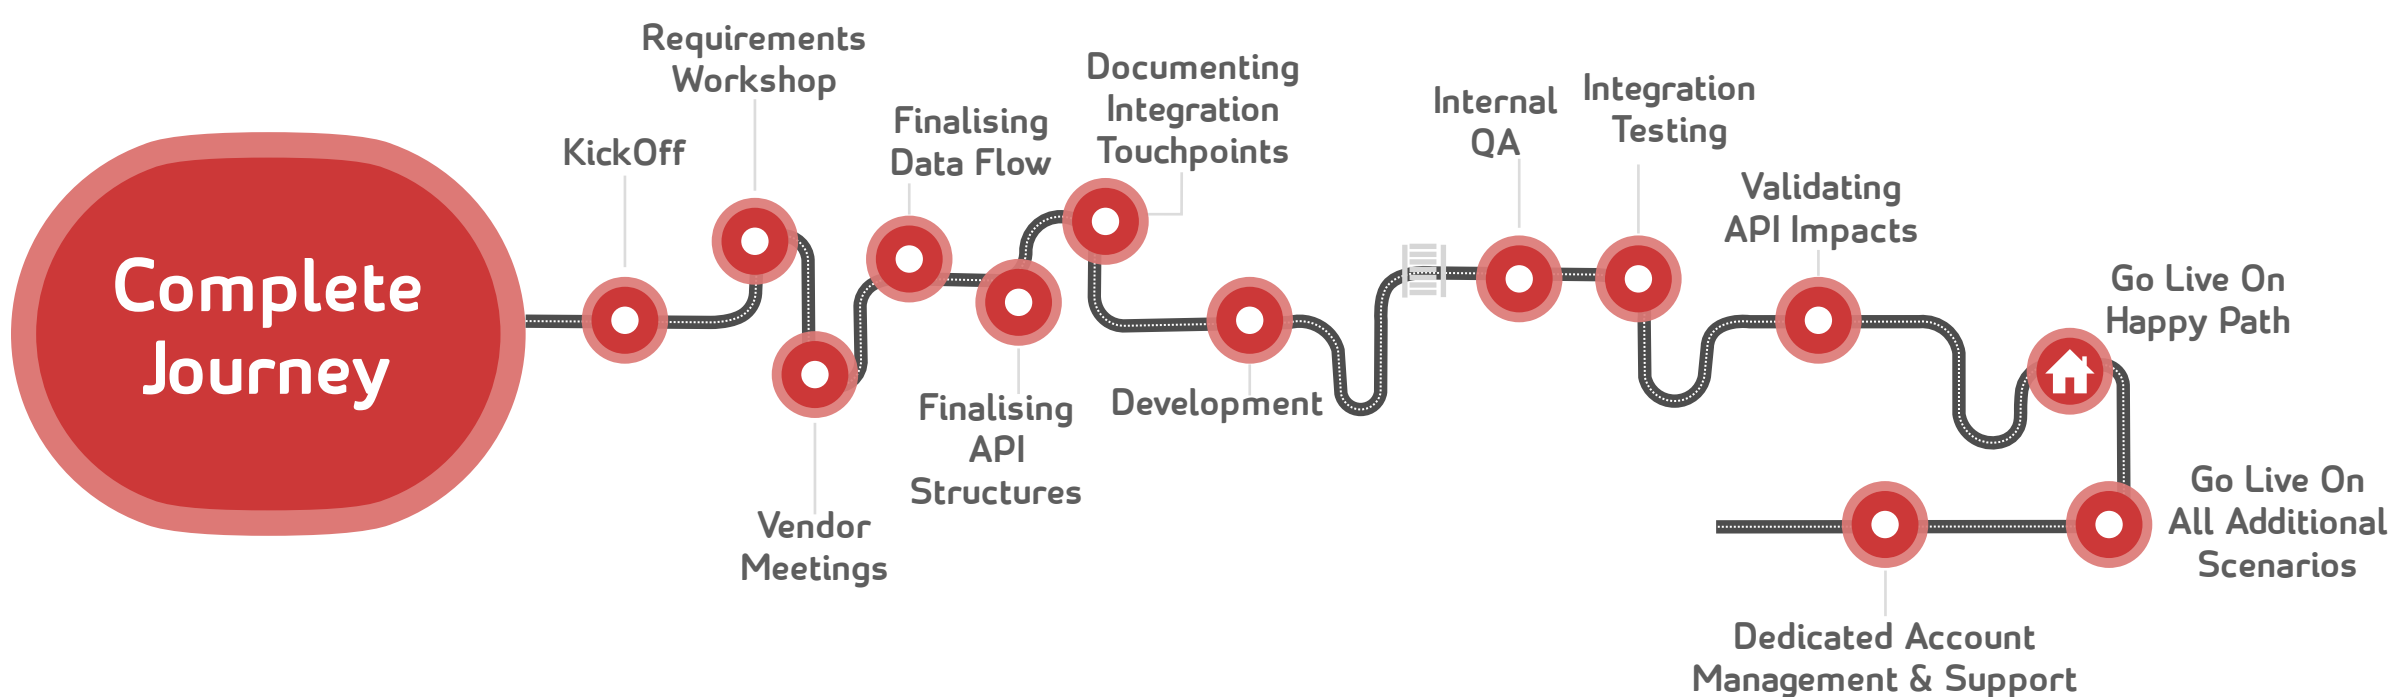 Complete
Journey
KickOff
Requirements
Workshop
Vendor
Meetings
Finalising
Data Flow
Finalising
API
Structures
Documenting
Integration
Touchpoints
Development
Internal
QA
Integration
Testing
Validating
API Impacts
Go Live On
Happy Path
Go Live On
All Additional
Scenarios
Dedicated Account
Management & Support